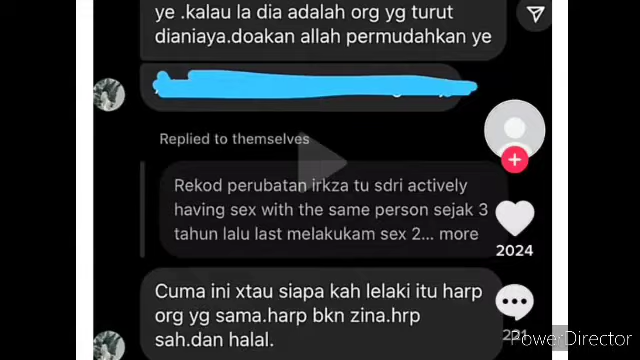 ye .kalau la dia adalah org yg turut
dianiaya.doakan allah permudahkan ye
Replied to themselves
Rekod perubatan irkza tu sdri actively
having sex with the same person sejak 3
tahun lalu last melakukam sex 2... more
2024
Cuma ini xtau siapa kah lelaki itu harp
org yg sama.harp bkn zina.hrp
sah.dan halal.
221
PowerDirector